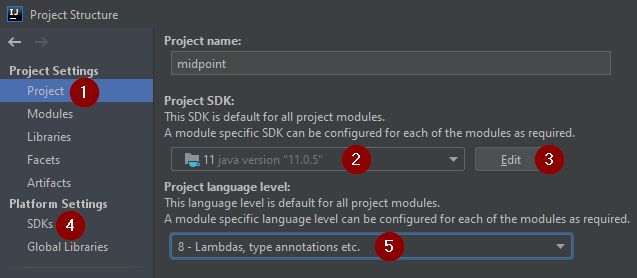 IJ
Project Structure
Project Settings
Project 1
Modules
Libraries
Facets
Artifacts
Platform Settings
SDKs 4
Global Libraries
Project name:
midpoint
Project SDK:
This SDK is default for all project modules.
A module specific SDK can be configured for each of the modules as required.
11 java version "11.0.5" 2 Edit 3
Project language level:
This language level is default for all project modules.
A module specific language level can be configured for each of the modules as required.
8 - Lambdas, type annotations etc. 5